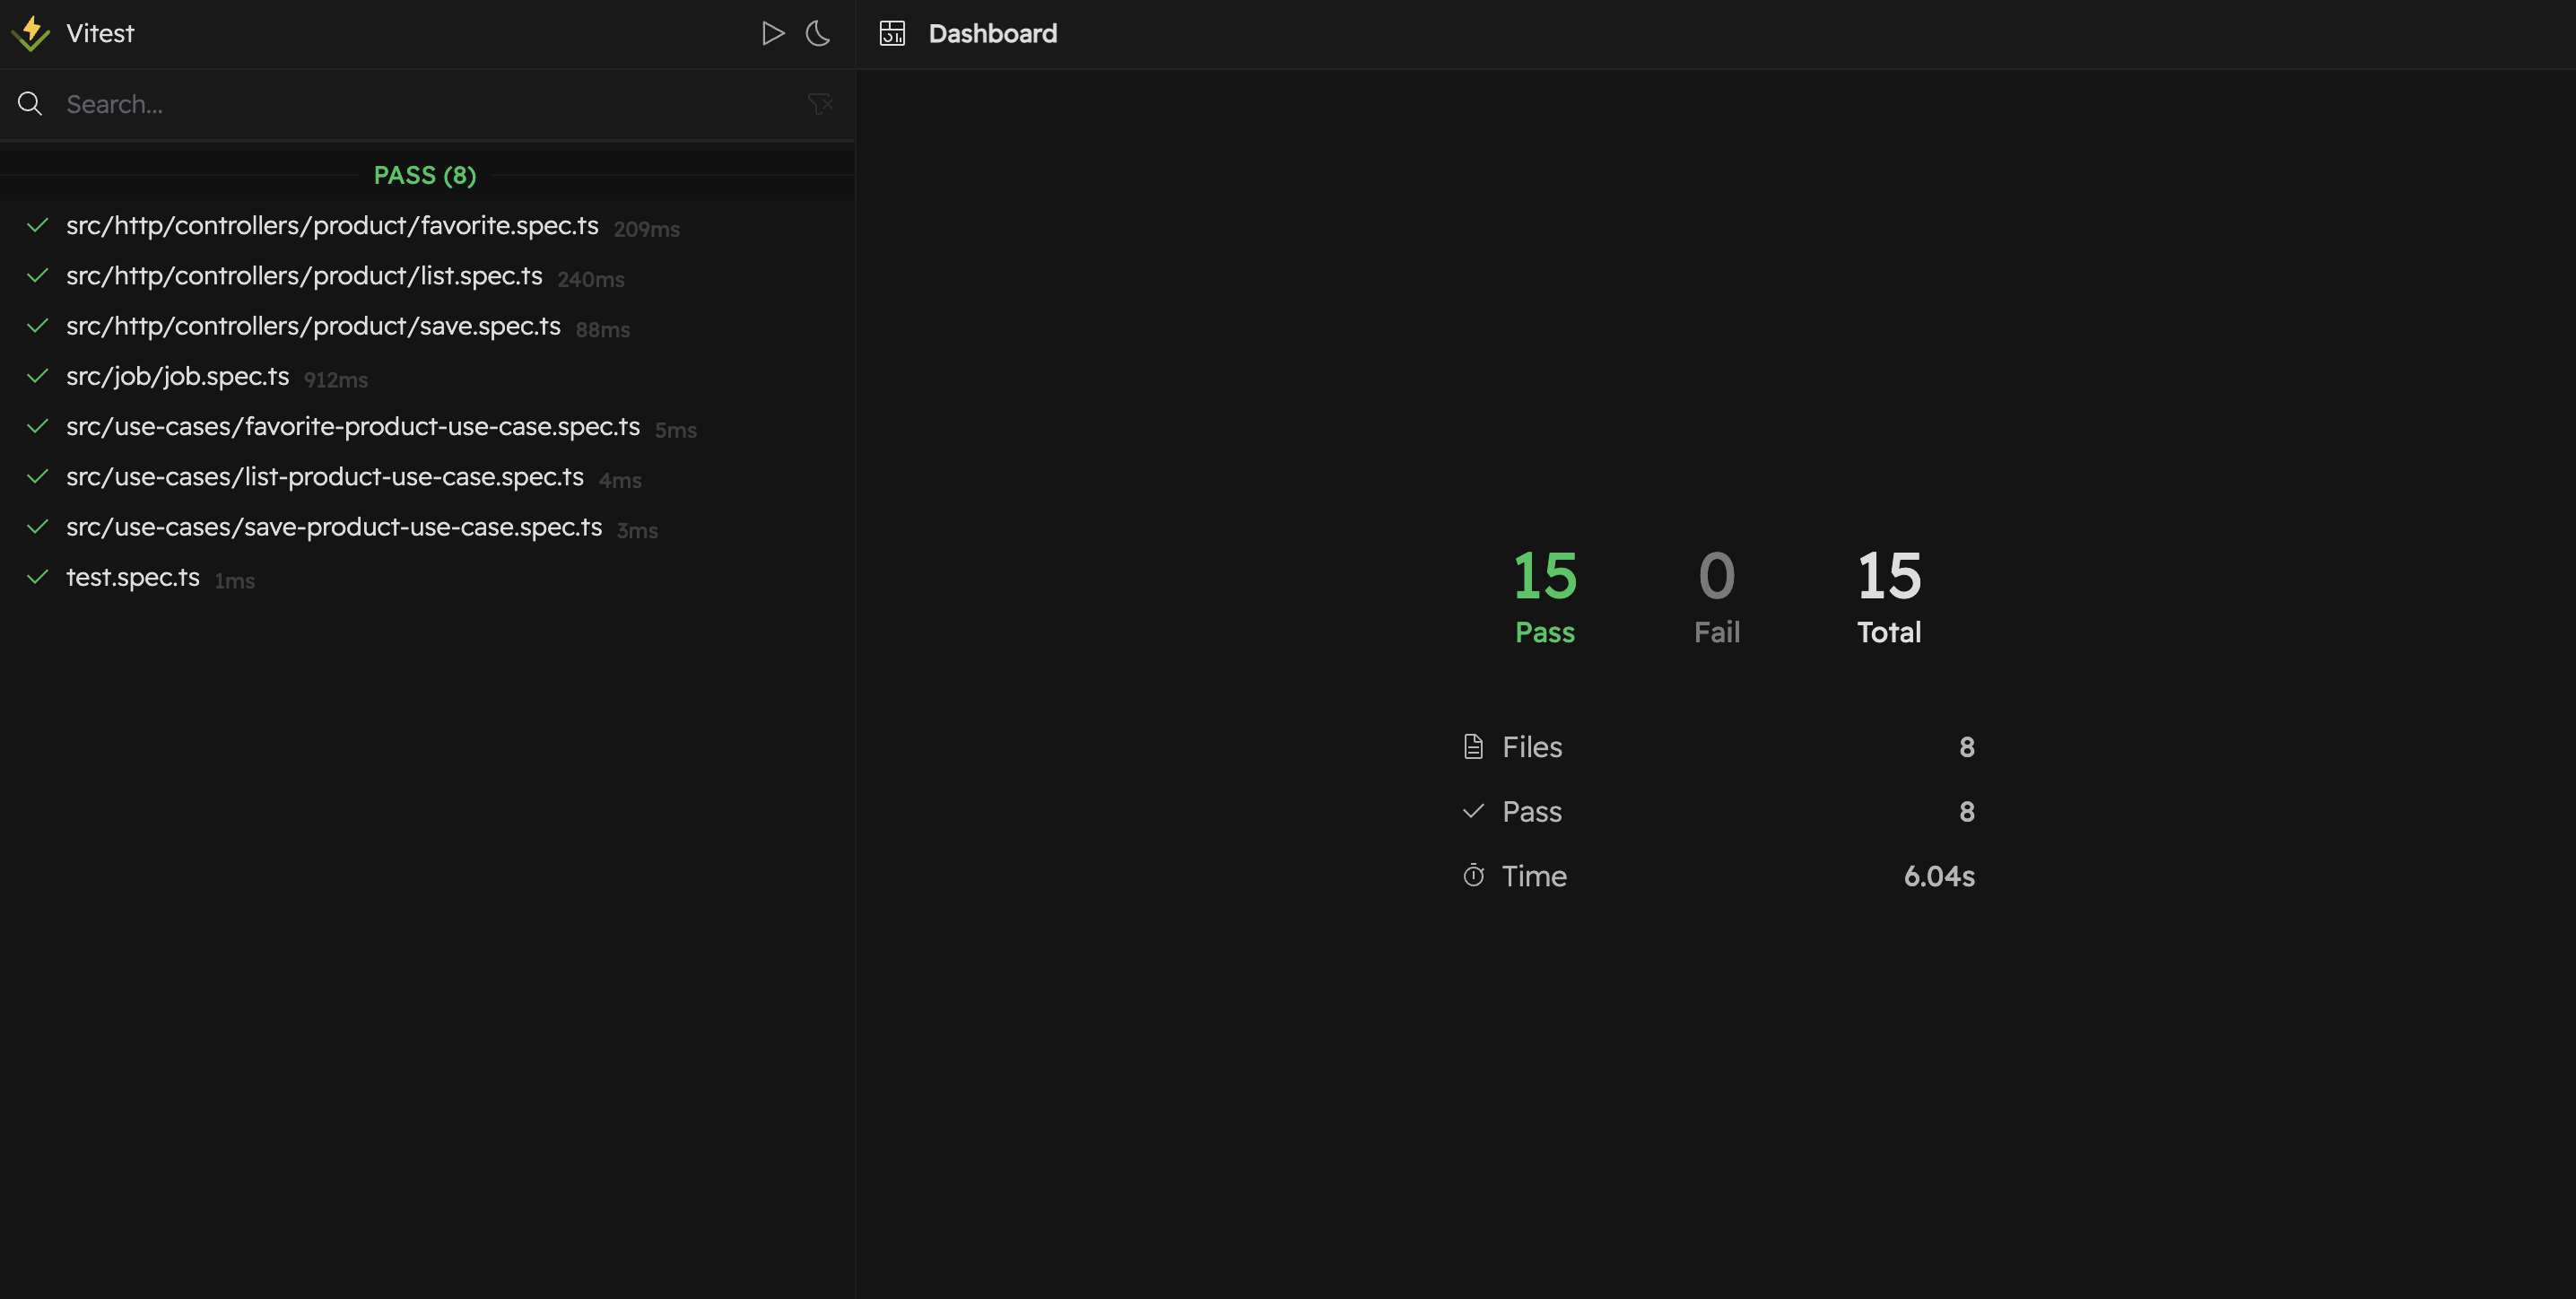 Vitest
Search...
PASS (8)
src/http/controllers/product/favorite.spec.ts 209ms
src/http/controllers/product/list.spec.ts 240ms
src/http/controllers/product/save.spec.ts 88ms
src/job/job.spec.ts 912ms
src/use-cases/favorite-product-use-case.spec.ts 5ms
src/use-cases/list-product-use-case.spec.ts 4ms
src/use-cases/save-product-use-case.spec.ts 3ms
test.spec.ts 1ms
Dashboard
15 0 15
Pass Fail Total
Files 8
Pass 8
Time 6.04s